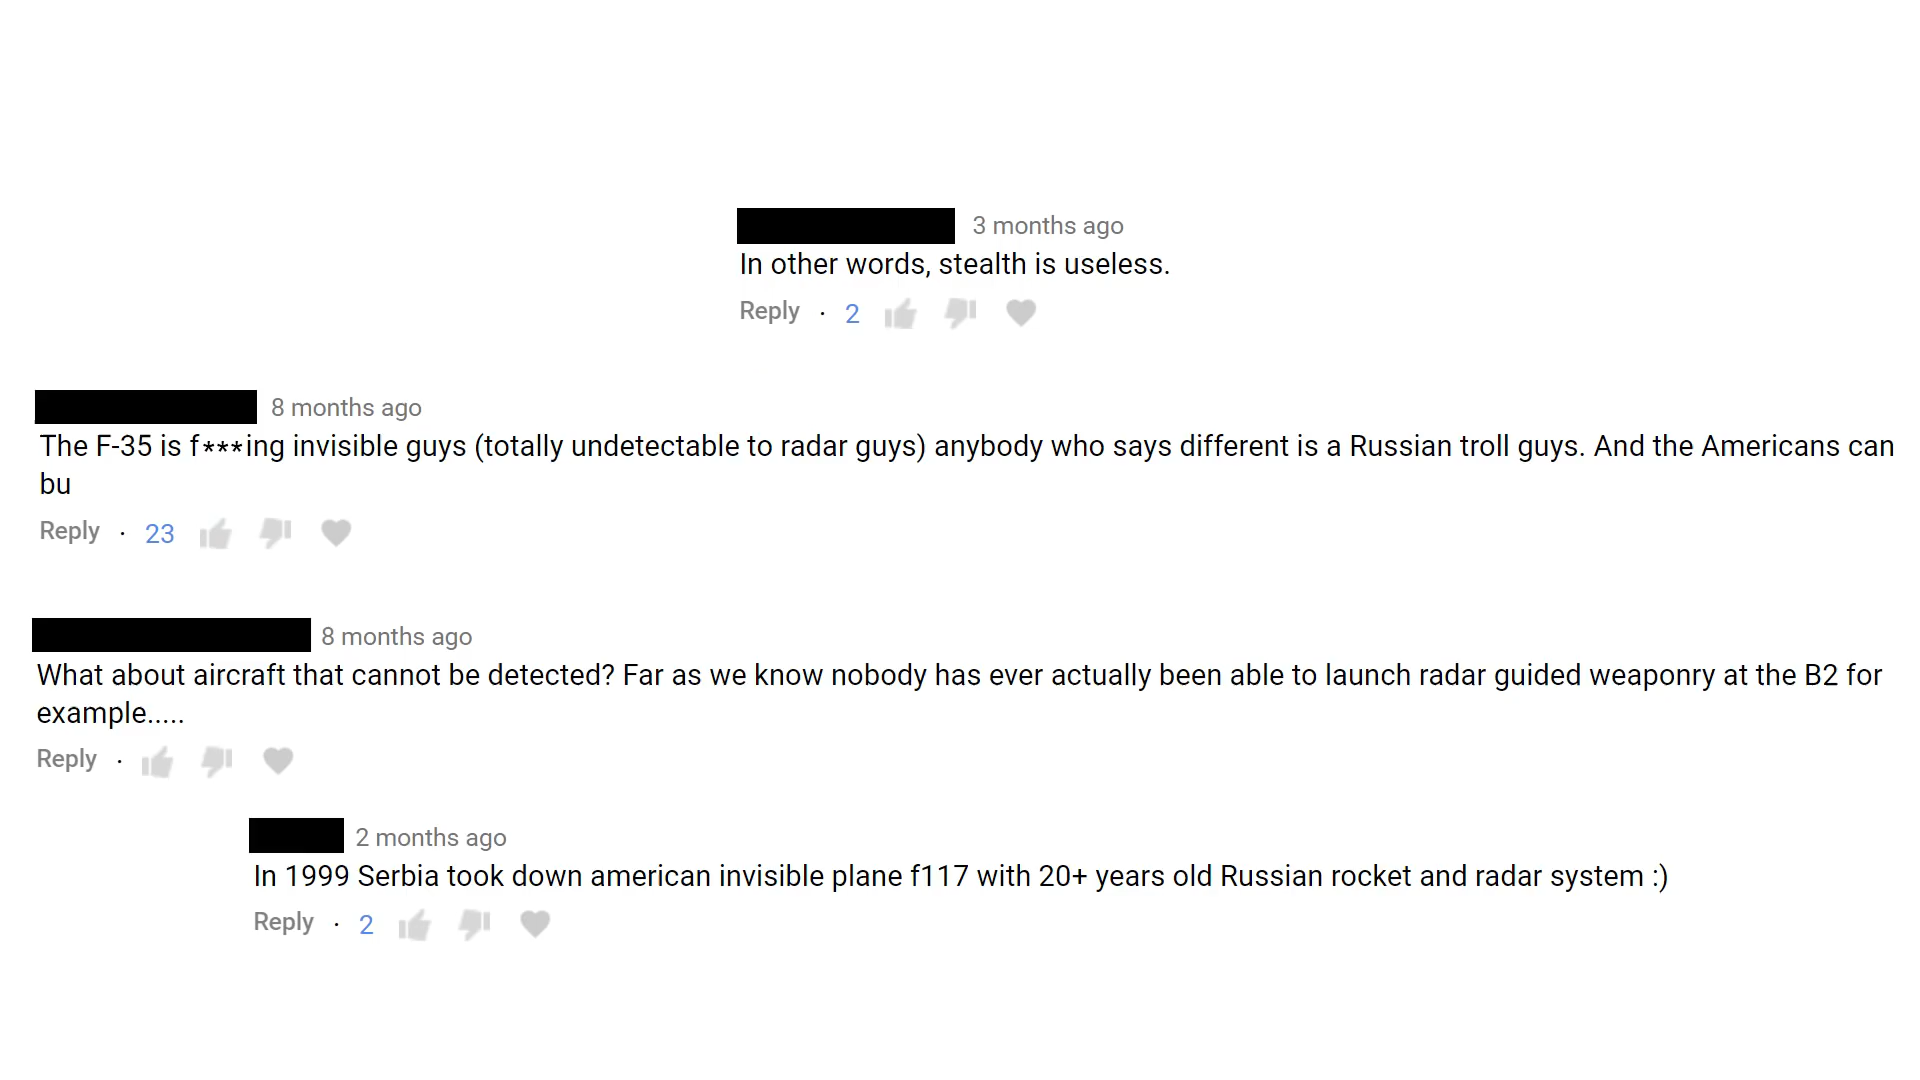 3 months ago
In other words, stealth is useless.
Reply · 2
8 months ago
The F-35 is f***ing invisible guys (totally undetectable to radar guys) anybody who says different is a Russian troll guys. And the Americans can
bu
Reply · 23
8 months ago
What about aircraft that cannot be detected? Far as we know nobody has ever actually been able to launch radar guided weaponry at the B2 for
example.....
Reply ·
2 months ago
In 1999 Serbia took down american invisible plane f117 with 20+ years old Russian rocket and radar system :)
Reply · 2